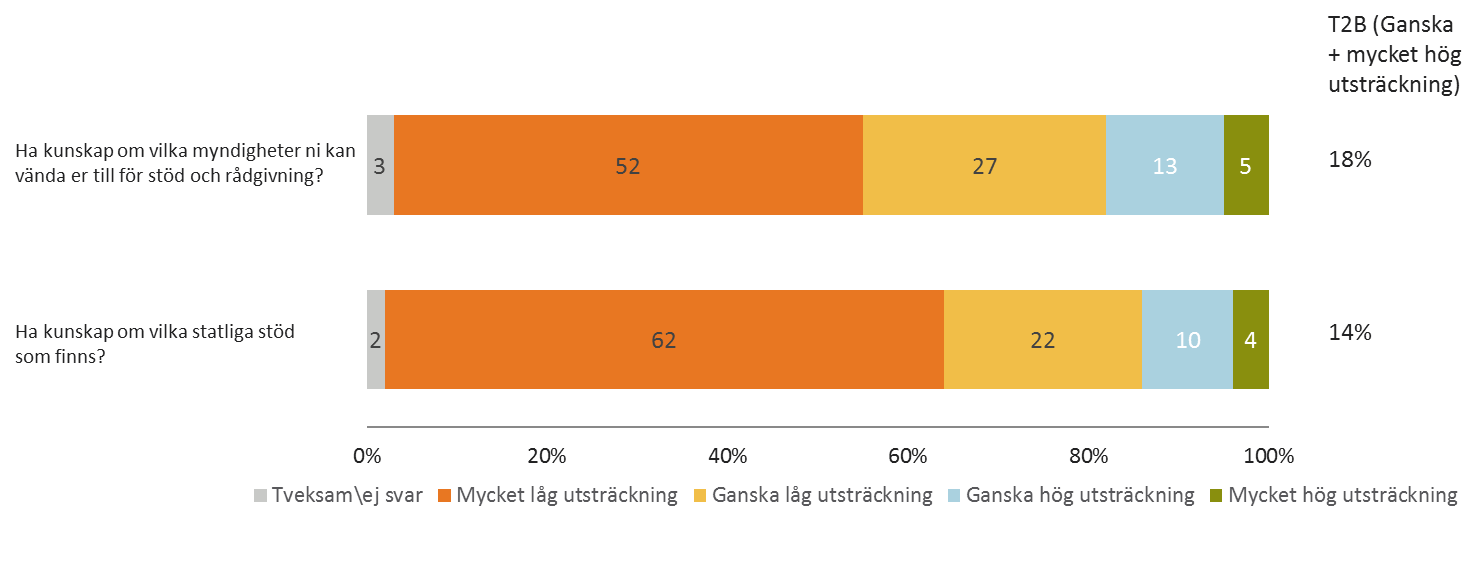 T2B (Ganska
+ mycket hög
utsträckning)
Ha kunskap om vilka myndigheter ni kan
vända er till för stöd och rådgivning?
3 52 27 13 5
18%
Ha kunskap om vilka statliga stöd
som finns?
2 62 22 10 4
14%
0% 20% 40% 60% 80% 100%
Tveksam\ej svar Mycket låg utsträckning Ganska låg utsträckning Ganska hög utsträckning Mycket hög utsträckning